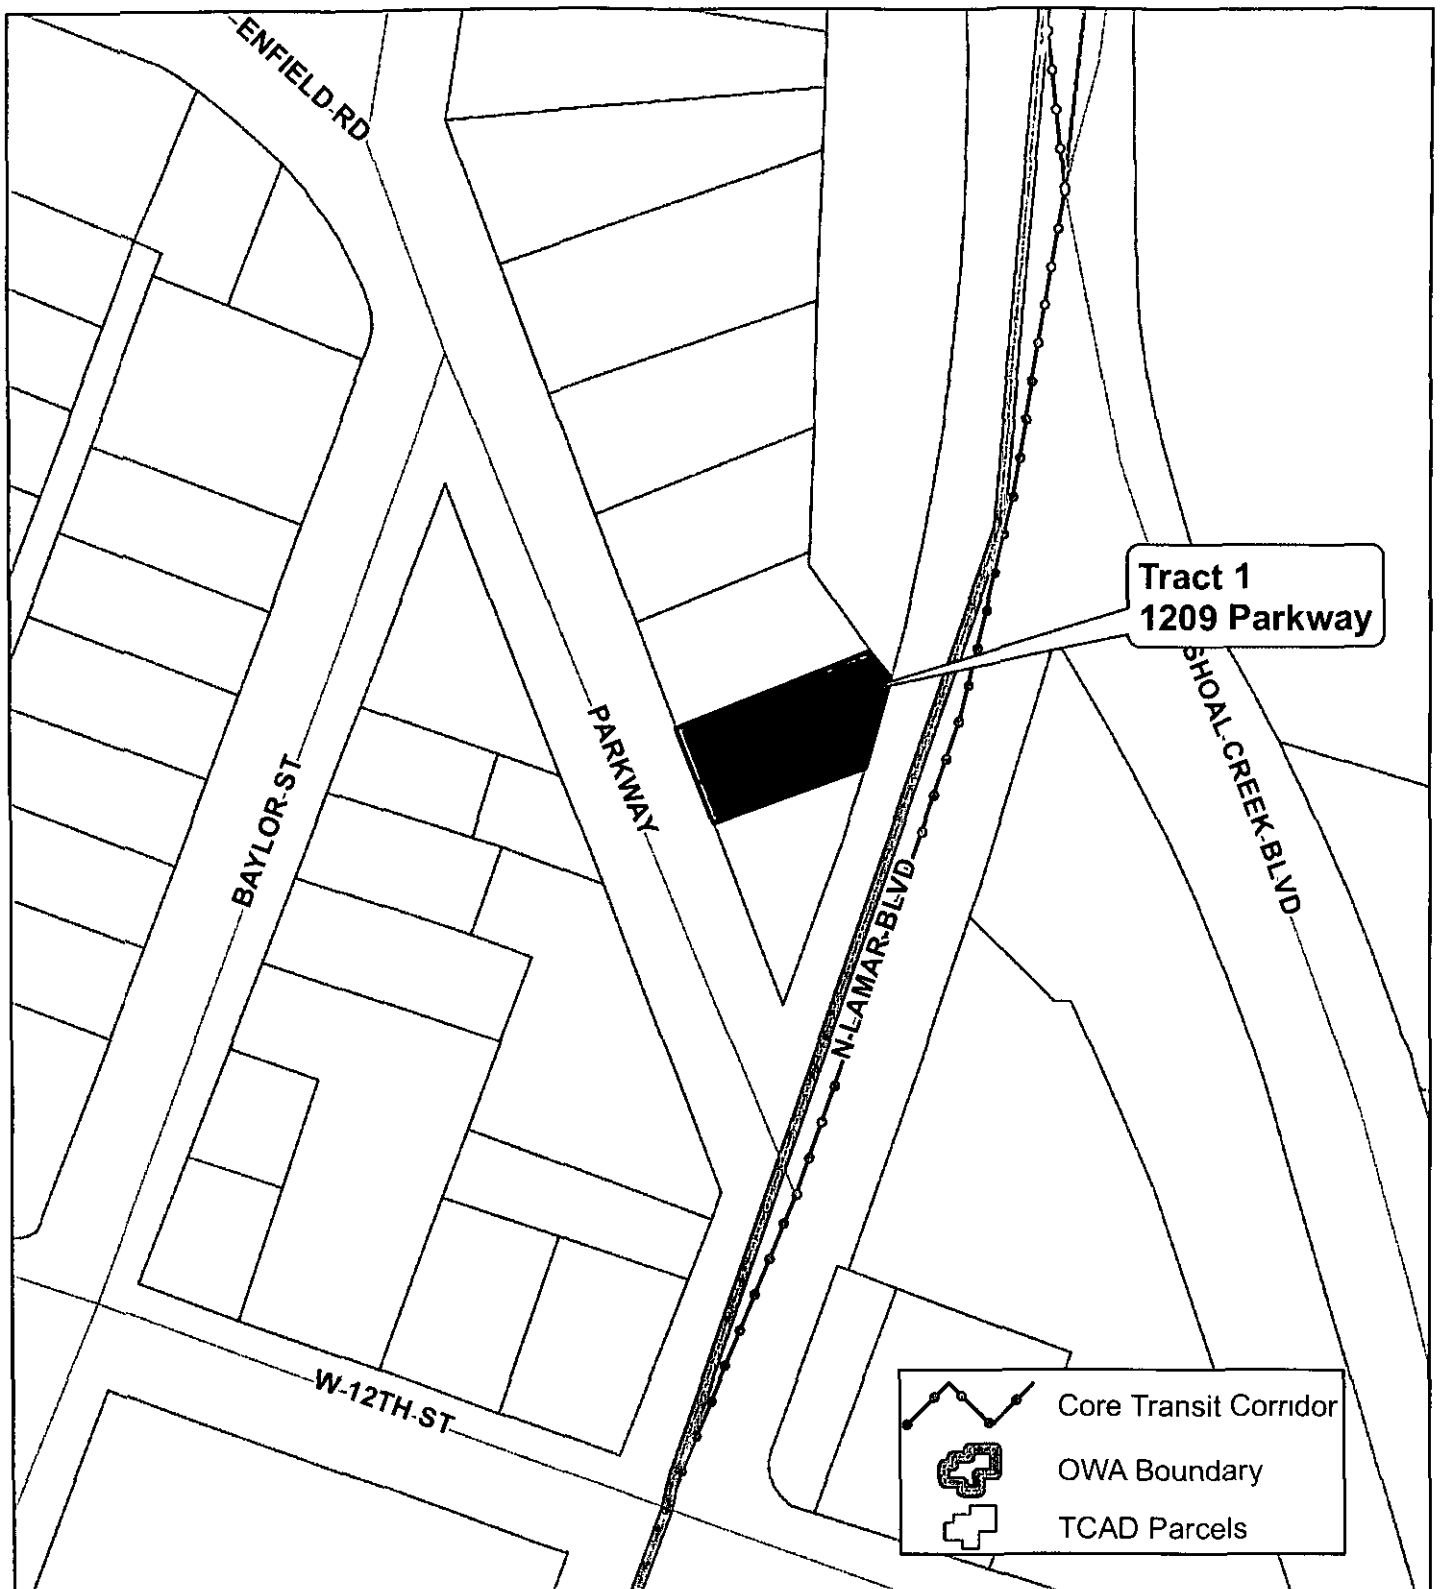 ENFIELD RD
Tract 1
1209 Parkway
SHOAL CREEK BLVD
PARKWAY
BAYLOR ST
N LAMAR BLVD
W 12TH ST
Core Transit Corridor
OWA Boundary
TCAD Parcels